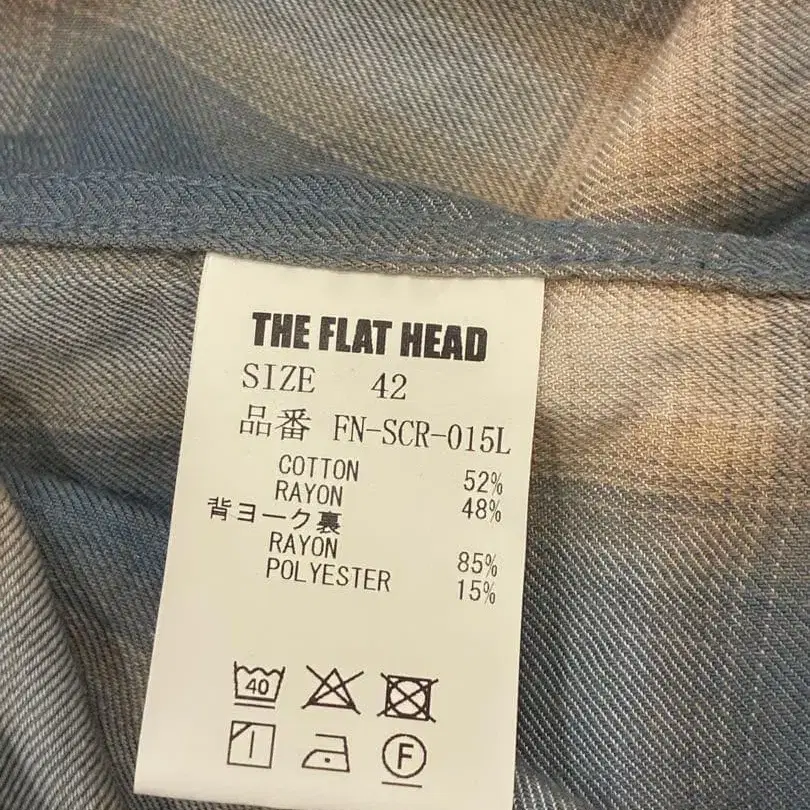 THE FLAT HEAD
SIZE 42
品番 FN-SCR-015L
COTTON 52%
RAYON 48%
背ヨーク裏
RAYON 85%
POLYESTER 15%
40
F